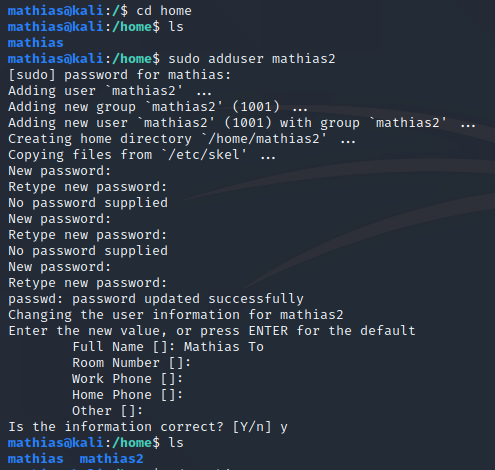 mathias@kali:/$ cd home
mathias@kali:/home$ ls
mathias
mathias@kali:/home$ sudo adduser mathias2
[sudo] password for mathias:
Adding user `mathias2' ...
Adding new group `mathias2' (1001) ...
Adding new user `mathias2' (1001) with group `mathias2' ...
Creating home directory `/home/mathias2' ...
Copying files from `/etc/skel' ...
New password:
Retype new password:
No password supplied
New password:
Retype new password:
No password supplied
New password:
Retype new password:
passwd: password updated successfully
Changing the user information for mathias2
Enter the new value, or press ENTER for the default
Full Name []: Mathias To
Room Number []:
Work Phone []:
Home Phone []:
Other []:
Is the information correct? [Y/n] y
mathias@kali:/home$ ls
mathias  mathias2